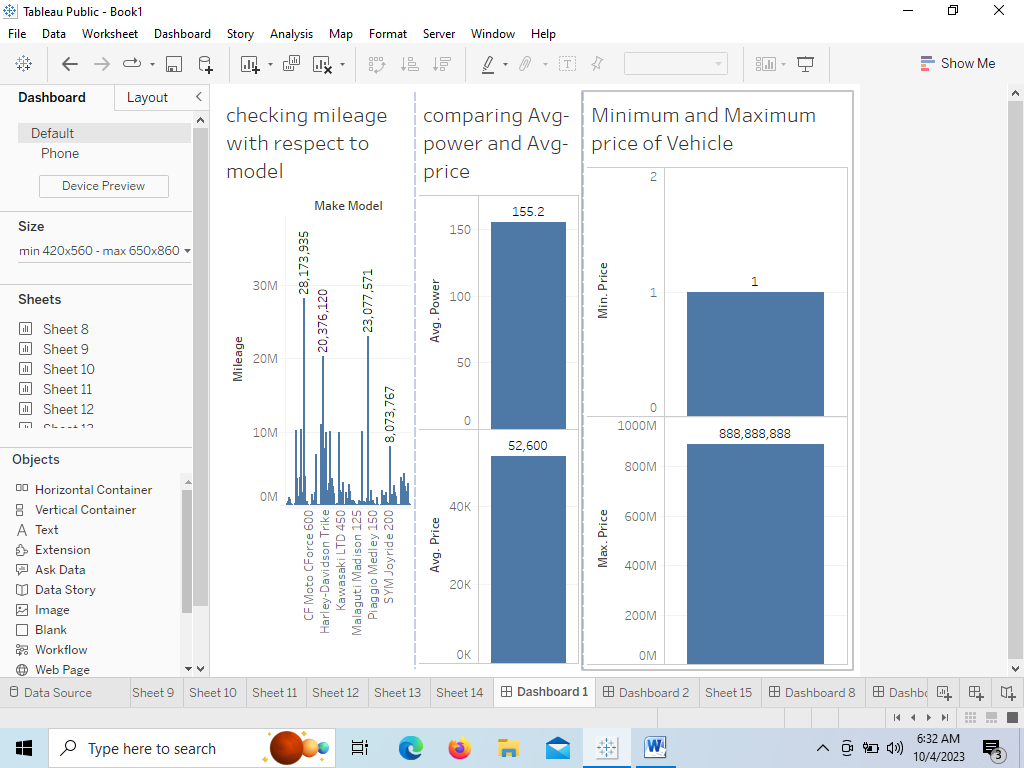 Tableau Public - Book1
File Data Worksheet Dashboard Story Analysis Map Format Server Window Help
Show Me
Dashboard Layout
Default
Phone
Device Preview
Size
min 420x560 - max 650x860
Sheets
Sheet 8
Sheet 9
Sheet 10
Sheet 11
Sheet 12
Objects
Horizontal Container
Vertical Container
Text
Extension
Ask Data
Data Story
Image
Blank
Workflow
Web Page
checking mileage
with respect to
model
Make Model
Mileage
30M
20M
10M
0M
28,173,935
20,376,120
23,077,571
8,073,767
CF Moto CForce 600
Harley-Davidson Trike
Kawasaki LTD 450
Malaguti Madison 125
Piaggio Medley 150
SYM Joyride 200
comparing Avg-
power and Avg-
price
Avg. Power
155.2
150
100
50
0
Avg. Price
52,600
40K
20K
0K
Minimum and Maximum
price of Vehicle
Min. Price
2
1
1
0
Max. Price
1000M
888,888,888
800M
600M
400M
200M
0M
Data Source Sheet 9 Sheet 10 Sheet 11 Sheet 12 Sheet 13 Sheet 14 Dashboard 1 Dashboard 2 Sheet 15 Dashboard 8 Dashb
Type here to search
6:32 AM
10/4/2023
3